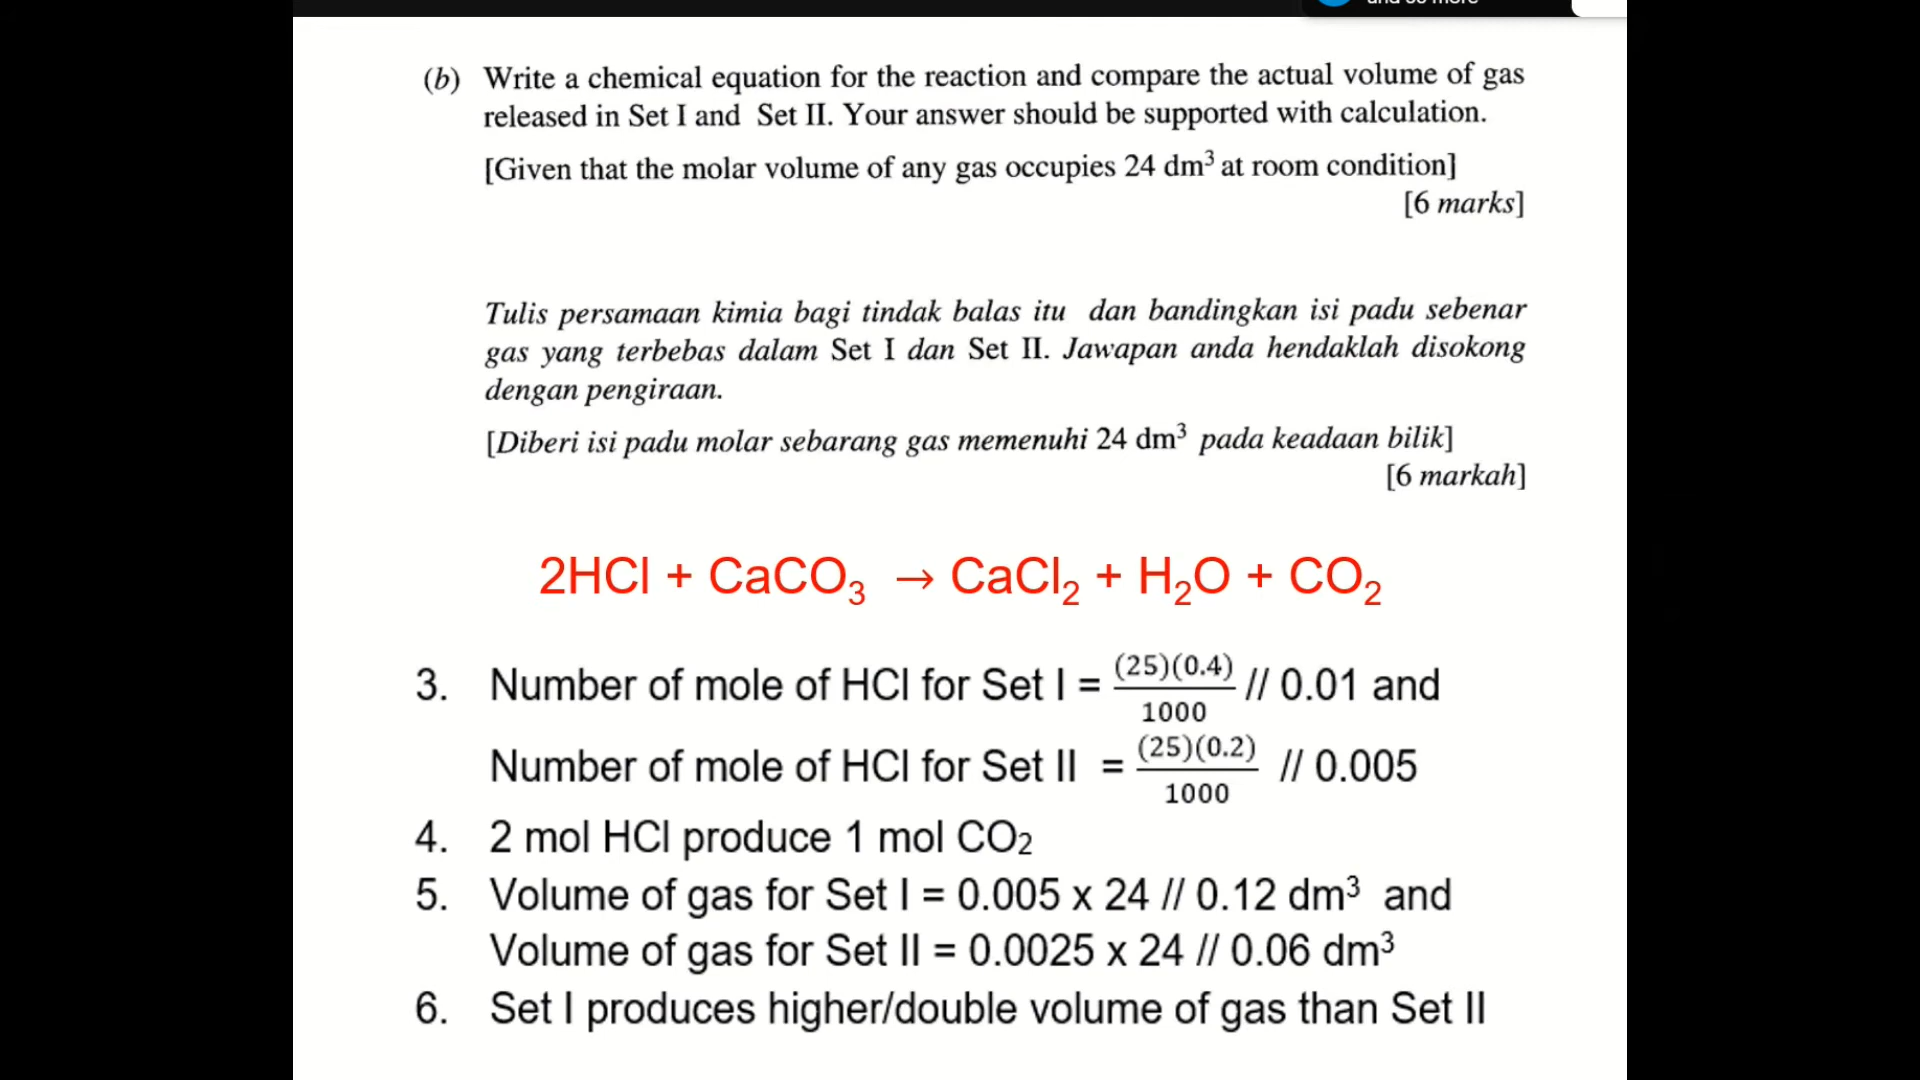 (b) Write a chemical equation for the reaction and compare the actual volume of gas
released in Set I and Set II. Your answer should be supported with calculation.
[Given that the molar volume of any gas occupies 24 dm³ at room condition]
[6 marks]
Tulis persamaan kimia bagi tindak balas itu dan bandingkan isi padu sebenar
gas yang terbebas dalam Set I dan Set II. Jawapan anda hendaklah disokong
dengan pengiraan.
[Diberi isi padu molar sebarang gas memenuhi 24 dm³ pada keadaan bilik]
[6 markah]
2HCl + CaCO₃ → CaCl₂ + H₂O + CO₂
3. Number of mole of HCl for Set I = (25)(0.4)/1000 // 0.01 and
Number of mole of HCl for Set II = (25)(0.2)/1000 // 0.005
4. 2 mol HCl produce 1 mol CO₂
5. Volume of gas for Set I = 0.005 x 24 // 0.12 dm³ and
Volume of gas for Set II = 0.0025 x 24 // 0.06 dm³
6. Set I produces higher/double volume of gas than Set II